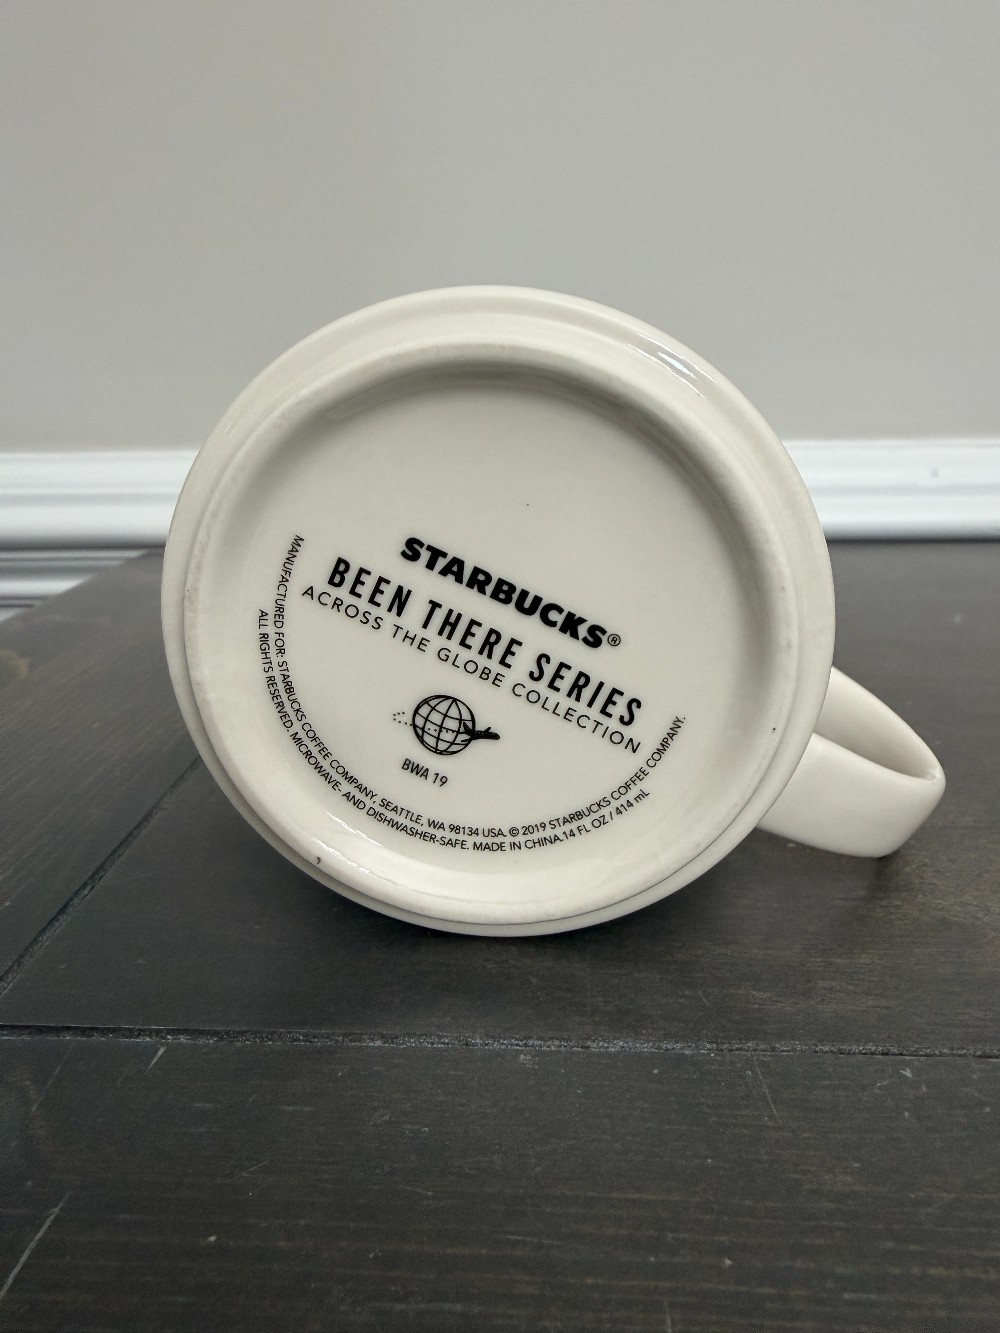 STARBUCKS®
BEEN THERE SERIES
ACROSS THE GLOBE COLLECTION
BWA 19
MANUFACTURED FOR: STARBUCKS COFFEE COMPANY, SEATTLE, WA 98134 USA. © 2019 STARBUCKS COFFEE COMPANY.
ALL RIGHTS RESERVED. MICROWAVE- AND DISHWASHER-SAFE. MADE IN CHINA.14 FL OZ / 414 mL